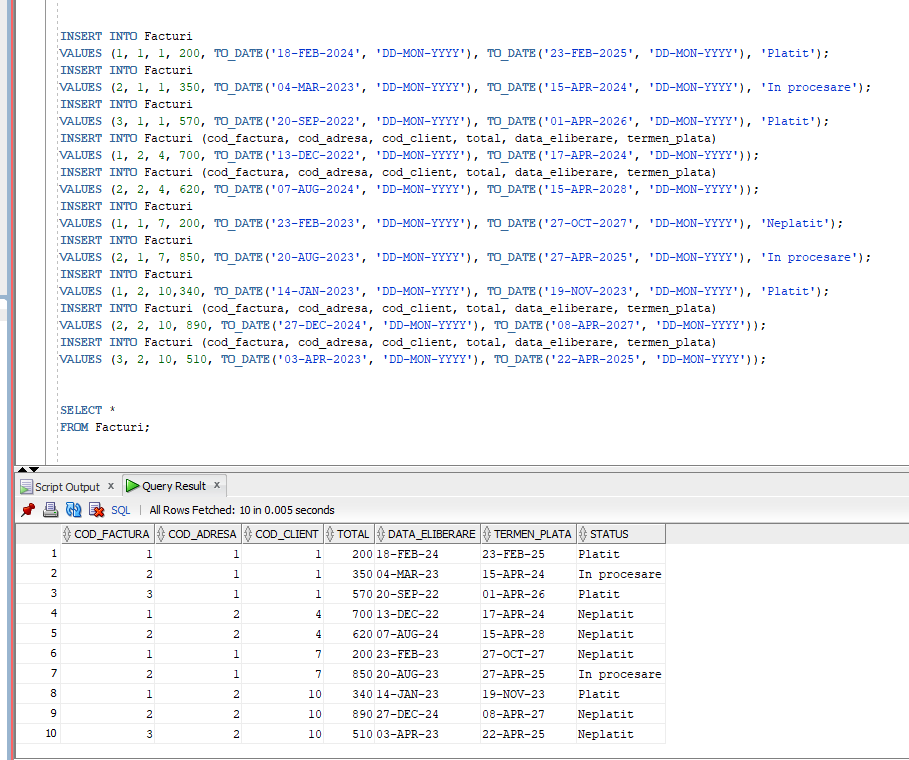 INSERT INTO Facturi
VALUES (1, 1, 1, 200, TO_DATE('18-FEB-2024', 'DD-MON-YYYY'), TO_DATE('23-FEB-2025', 'DD-MON-YYYY'), 'Platit');
INSERT INTO Facturi
VALUES (2, 1, 1, 350, TO_DATE('04-MAR-2023', 'DD-MON-YYYY'), TO_DATE('15-APR-2024', 'DD-MON-YYYY'), 'In procesare');
INSERT INTO Facturi
VALUES (3, 1, 1, 570, TO_DATE('20-SEP-2022', 'DD-MON-YYYY'), TO_DATE('01-APR-2026', 'DD-MON-YYYY'), 'Platit');
INSERT INTO Facturi (cod_factura, cod_adresa, cod_client, total, data_eliberare, termen_plata)
VALUES (1, 2, 4, 700, TO_DATE('13-DEC-2022', 'DD-MON-YYYY'), TO_DATE('17-APR-2024', 'DD-MON-YYYY'));
INSERT INTO Facturi (cod_factura, cod_adresa, cod_client, total, data_eliberare, termen_plata)
VALUES (2, 2, 4, 620, TO_DATE('07-AUG-2024', 'DD-MON-YYYY'), TO_DATE('15-APR-2028', 'DD-MON-YYYY'));
INSERT INTO Facturi
VALUES (1, 1, 7, 200, TO_DATE('23-FEB-2023', 'DD-MON-YYYY'), TO_DATE('27-OCT-2027', 'DD-MON-YYYY'), 'Neplatit');
INSERT INTO Facturi
VALUES (2, 1, 7, 850, TO_DATE('20-AUG-2023', 'DD-MON-YYYY'), TO_DATE('27-APR-2025', 'DD-MON-YYYY'), 'In procesare');
INSERT INTO Facturi
VALUES (1, 2, 10,340, TO_DATE('14-JAN-2023', 'DD-MON-YYYY'), TO_DATE('19-NOV-2023', 'DD-MON-YYYY'), 'Platit');
INSERT INTO Facturi (cod_factura, cod_adresa, cod_client, total, data_eliberare, termen_plata)
VALUES (2, 2, 10, 890, TO_DATE('27-DEC-2024', 'DD-MON-YYYY'), TO_DATE('08-APR-2027', 'DD-MON-YYYY'));
INSERT INTO Facturi (cod_factura, cod_adresa, cod_client, total, data_eliberare, termen_plata)
VALUES (3, 2, 10, 510, TO_DATE('03-APR-2023', 'DD-MON-YYYY'), TO_DATE('22-APR-2025', 'DD-MON-YYYY'));
SELECT *
FROM Facturi;
Script Output x Query Result x
SQL | All Rows Fetched: 10 in 0.005 seconds
COD_FACTURA COD_ADRESA COD_CLIENT TOTAL DATA_ELIBERARE TERMEN_PLATA STATUS
1 1 1 1 200 18-FEB-24 23-FEB-25 Platit
2 2 1 1 350 04-MAR-23 15-APR-24 In procesare
3 3 1 1 570 20-SEP-22 01-APR-26 Platit
4 1 2 4 700 13-DEC-22 17-APR-24 Neplatit
5 2 2 4 620 07-AUG-24 15-APR-28 Neplatit
6 1 1 7 200 23-FEB-23 27-OCT-27 Neplatit
7 2 1 7 850 20-AUG-23 27-APR-25 In procesare
8 1 2 10 340 14-JAN-23 19-NOV-23 Platit
9 2 2 10 890 27-DEC-24 08-APR-27 Neplatit
10 3 2 10 510 03-APR-23 22-APR-25 Neplatit